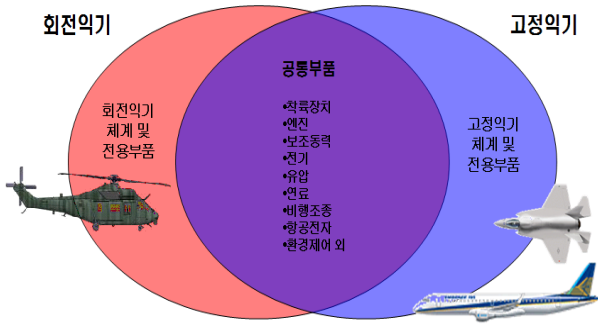 회전익기
고정익기
공통부품
회전익기
체계 및
전용부품
•착륙장치
•엔진
•보조동력
•전기
•유압
•연료
•비행조종
•항공전자
•환경제어 외
고정익기
체계 및
전용부품